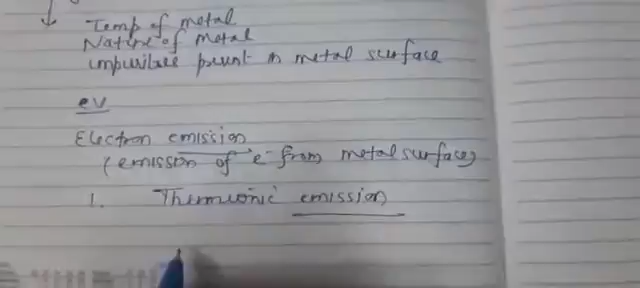 Temp of metal
Nature of metal
impurities present on metal surface
ev
Electron emission
(emission of e⁻ from metal surface)
1. Thermionic emission